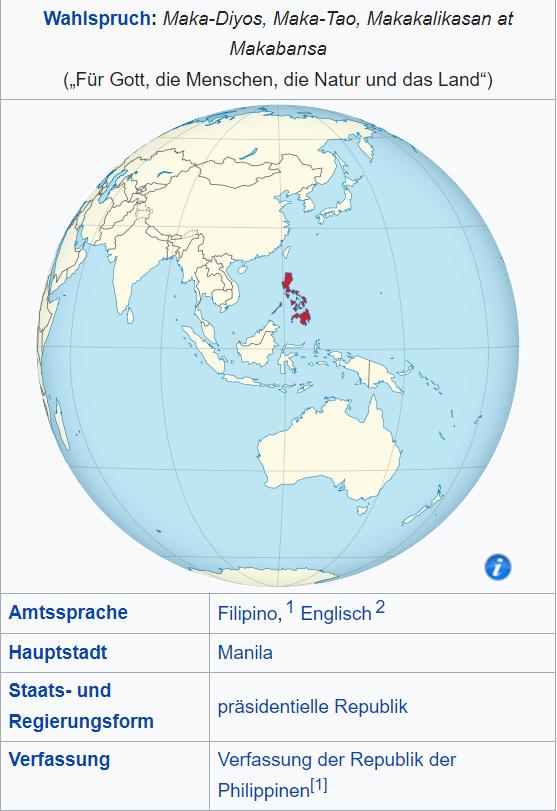 Wahlspruch: Maka-Diyos, Maka-Tao, Makakalikasan at
Makabansa
(„Für Gott, die Menschen, die Natur und das Land“)
i
Amtssprache
Filipino, 1 Englisch 2
Hauptstadt
Manila
Staats- und
Regierungsform
präsidentielle Republik
Verfassung
Verfassung der Republik der
Philippinen[1]